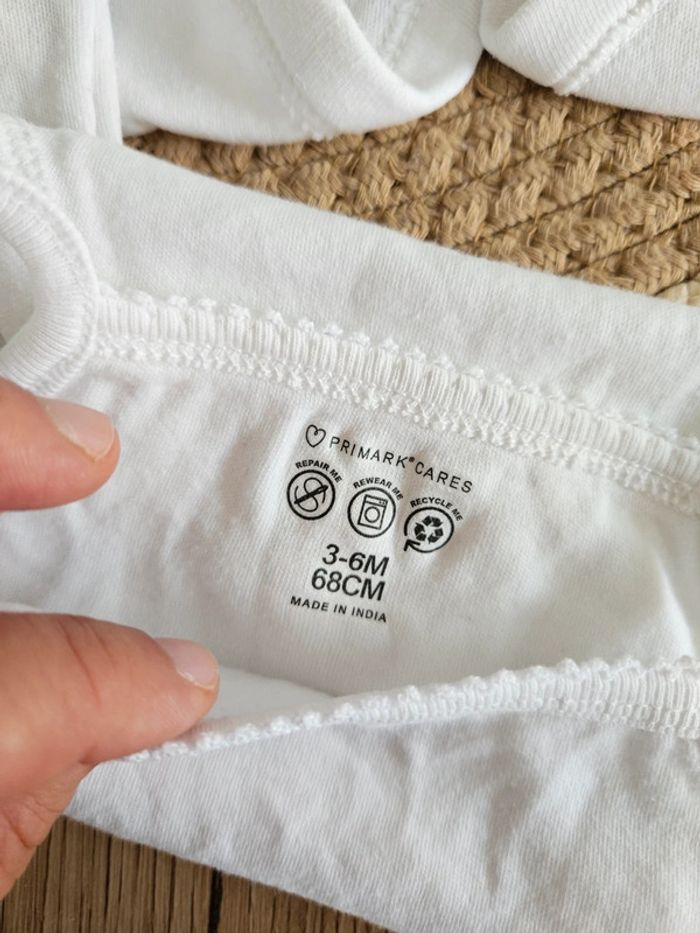 PRIMARK® CARES
REPAIR ME REWEAR ME RECYCLE ME
3-6M
68CM
MADE IN INDIA